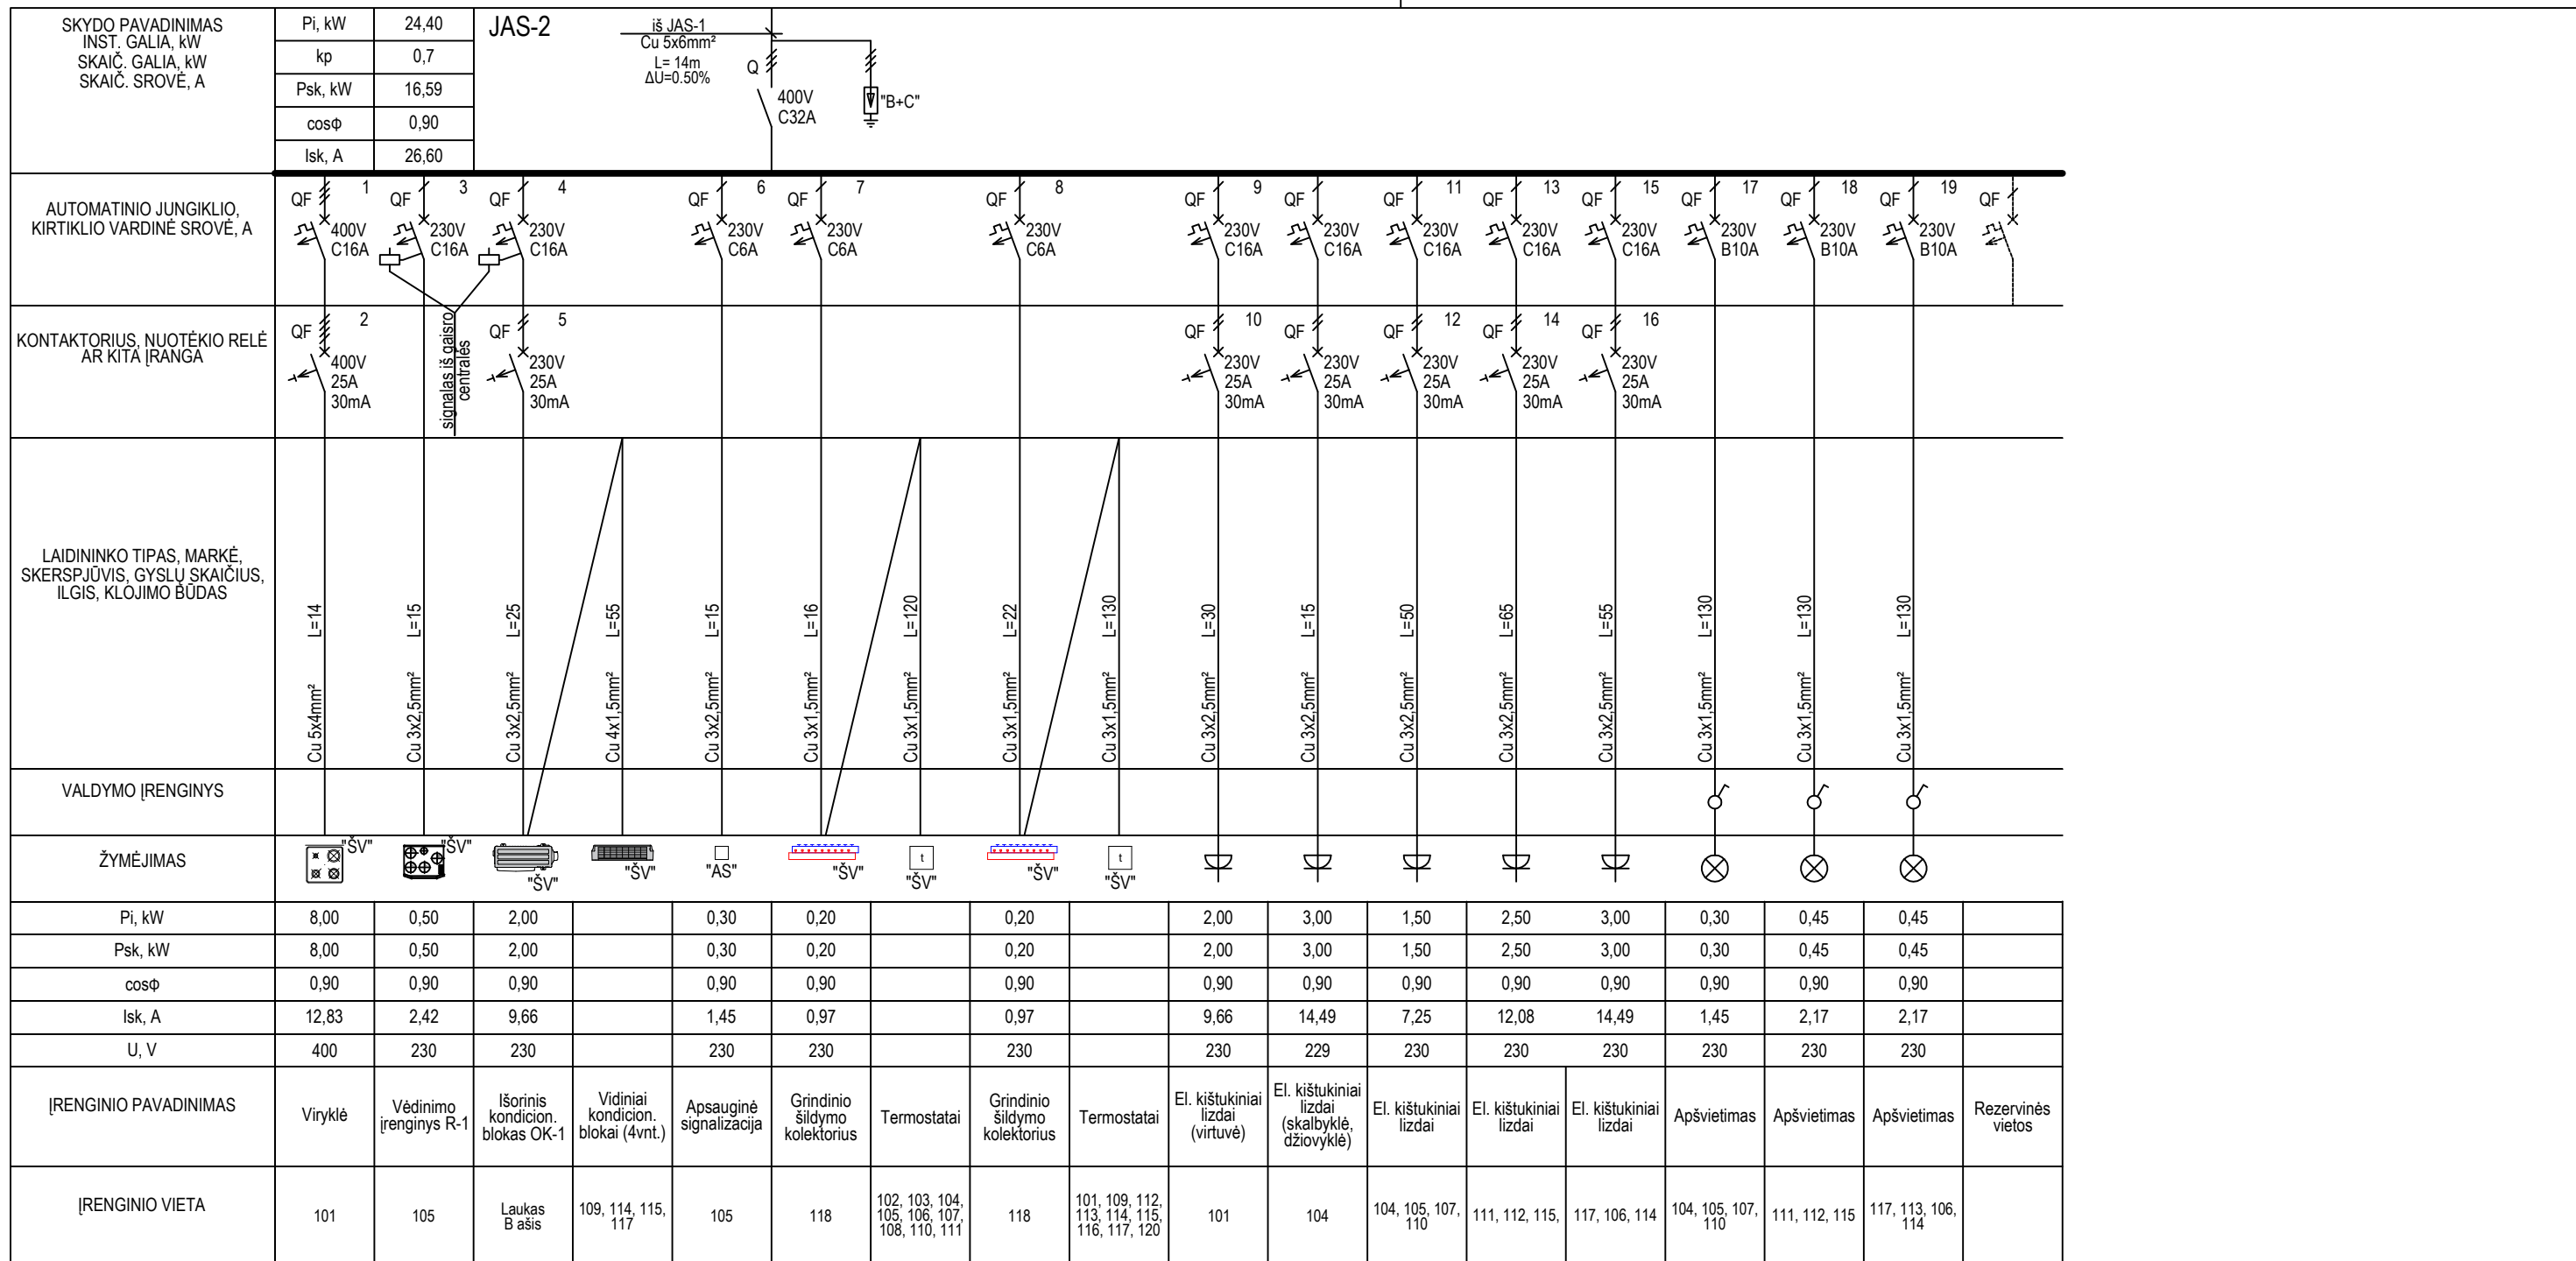 SKYDO PAVADINIMAS
INST. GALIA, kW
SKAIČ. GALIA, kW
SKAIČ. SROVĖ, A
Pi, kW 24,40
kp 0,7
Psk, kW 16,59
cosΦ 0,90
Isk, A 26,60
JAS-2
iš JAS-1
Cu 5x6mm²
L= 14m
ΔU=0.50%
Q
400V
C32A
"B+C"
AUTOMATINIO JUNGIKLIO,
KIRTIKLIO VARDINĖ SROVĖ, A
QF 1 QF 3 QF 4 QF 6 QF 7 QF 8 QF 9 QF QF 11 QF 13 QF 15 QF 17 QF 18 QF 19 QF
400V 230V 230V 230V 230V 230V 230V 230V 230V 230V 230V 230V 230V 230V
C16A C16A C16A C6A C6A C6A C16A C16A C16A C16A C16A B10A B10A B10A
KONTAKTORIUS, NUOTĖKIO RELĖ
AR KITA ĮRANGA
QF 2 QF 5 QF 10 QF QF 12 QF 14 QF 16
400V 230V 230V 230V 230V 230V 230V
25A 25A 25A 25A 25A 25A 25A
30mA 30mA 30mA 30mA 30mA 30mA 30mA
signalas iš gaisro
centralės
LAIDININKO TIPAS, MARKĖ,
SKERSPJŪVIS, GYSLŲ SKAIČIUS,
ILGIS, KLOJIMO BŪDAS
Cu 5x4mm² L=14
Cu 3x2,5mm² L=15
Cu 3x2,5mm² L=25
Cu 4x1,5mm² L=55
Cu 3x2,5mm² L=15
Cu 3x1,5mm² L=16
Cu 3x1,5mm² L=120
Cu 3x1,5mm² L=22
Cu 3x1,5mm² L=130
Cu 3x2,5mm² L=30
Cu 3x2,5mm² L=15
Cu 3x2,5mm² L=50
Cu 3x2,5mm² L=65
Cu 3x2,5mm² L=55
Cu 3x1,5mm² L=130
Cu 3x1,5mm² L=130
Cu 3x1,5mm² L=130
VALDYMO ĮRENGINYS
ŽYMĖJIMAS
"ŠV" "ŠV" "ŠV" "ŠV" "AS" "ŠV" t "ŠV" "ŠV" t "ŠV"
Pi, kW 8,00 0,50 2,00 0,30 0,20 0,20 2,00 3,00 1,50 2,50 3,00 0,30 0,45 0,45
Psk, kW 8,00 0,50 2,00 0,30 0,20 0,20 2,00 3,00 1,50 2,50 3,00 0,30 0,45 0,45
cosΦ 0,90 0,90 0,90 0,90 0,90 0,90 0,90 0,90 0,90 0,90 0,90 0,90 0,90 0,90
Isk, A 12,83 2,42 9,66 1,45 0,97 0,97 9,66 14,49 7,25 12,08 14,49 1,45 2,17 2,17
U, V 400 230 230 230 230 230 230 229 230 230 230 230 230 230
ĮRENGINIO PAVADINIMAS
Viryklė
Vėdinimo
įrenginys R-1
Išorinis
kondicion.
blokas OK-1
Vidiniai
kondicion.
blokai (4vnt.)
Apsauginė
signalizacija
Grindinio
šildymo
kolektorius
Termostatai
Grindinio
šildymo
kolektorius
Termostatai
El. kištukiniai
lizdai
(virtuvė)
El. kištukiniai
lizdai
(skalbyklė,
džiovyklė)
El. kištukiniai
lizdai
El. kištukiniai
lizdai
El. kištukiniai
lizdai
Apšvietimas
Apšvietimas
Apšvietimas
Rezervinės
vietos
ĮRENGINIO VIETA
101
105
Laukas
B ašis
109, 114, 115,
117
105
118
102, 103, 104,
105, 106, 107,
108, 110, 111
118
101, 109, 112,
113, 114, 115,
116, 117, 120
101
104
104, 105, 107,
110
111, 112, 115,
117, 106, 114
104, 105, 107,
110
111, 112, 115
117, 113, 106,
114